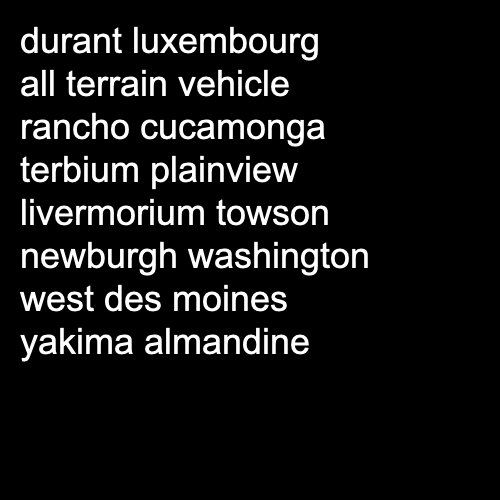 durant luxembourg
all terrain vehicle
rancho cucamonga
terbium plainview
livermorium towson
newburgh washington
west des moines
yakima almandine